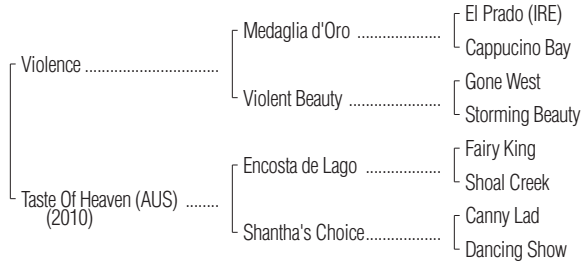 El Prado (IRE)
Medaglia d'Oro ....................
Cappucino Bay
Violence ................................
Gone West
Violent Beauty ......................
Storming Beauty
Fairy King
Encosta de Lago ..................
Shoal Creek
Taste Of Heaven (AUS) ........
(2010)
Canny Lad
Shantha's Choice..................
Dancing Show